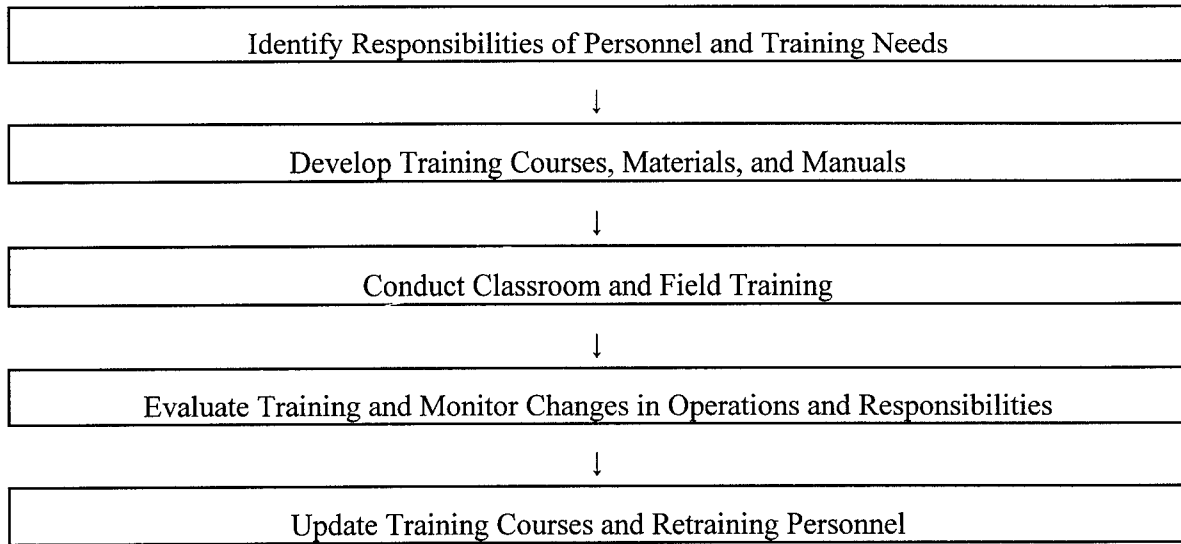 Identify Responsibilities of Personnel and Training Needs
↓
Develop Training Courses, Materials, and Manuals
↓
Conduct Classroom and Field Training
↓
Evaluate Training and Monitor Changes in Operations and Responsibilities
↓
Update Training Courses and Retraining Personnel